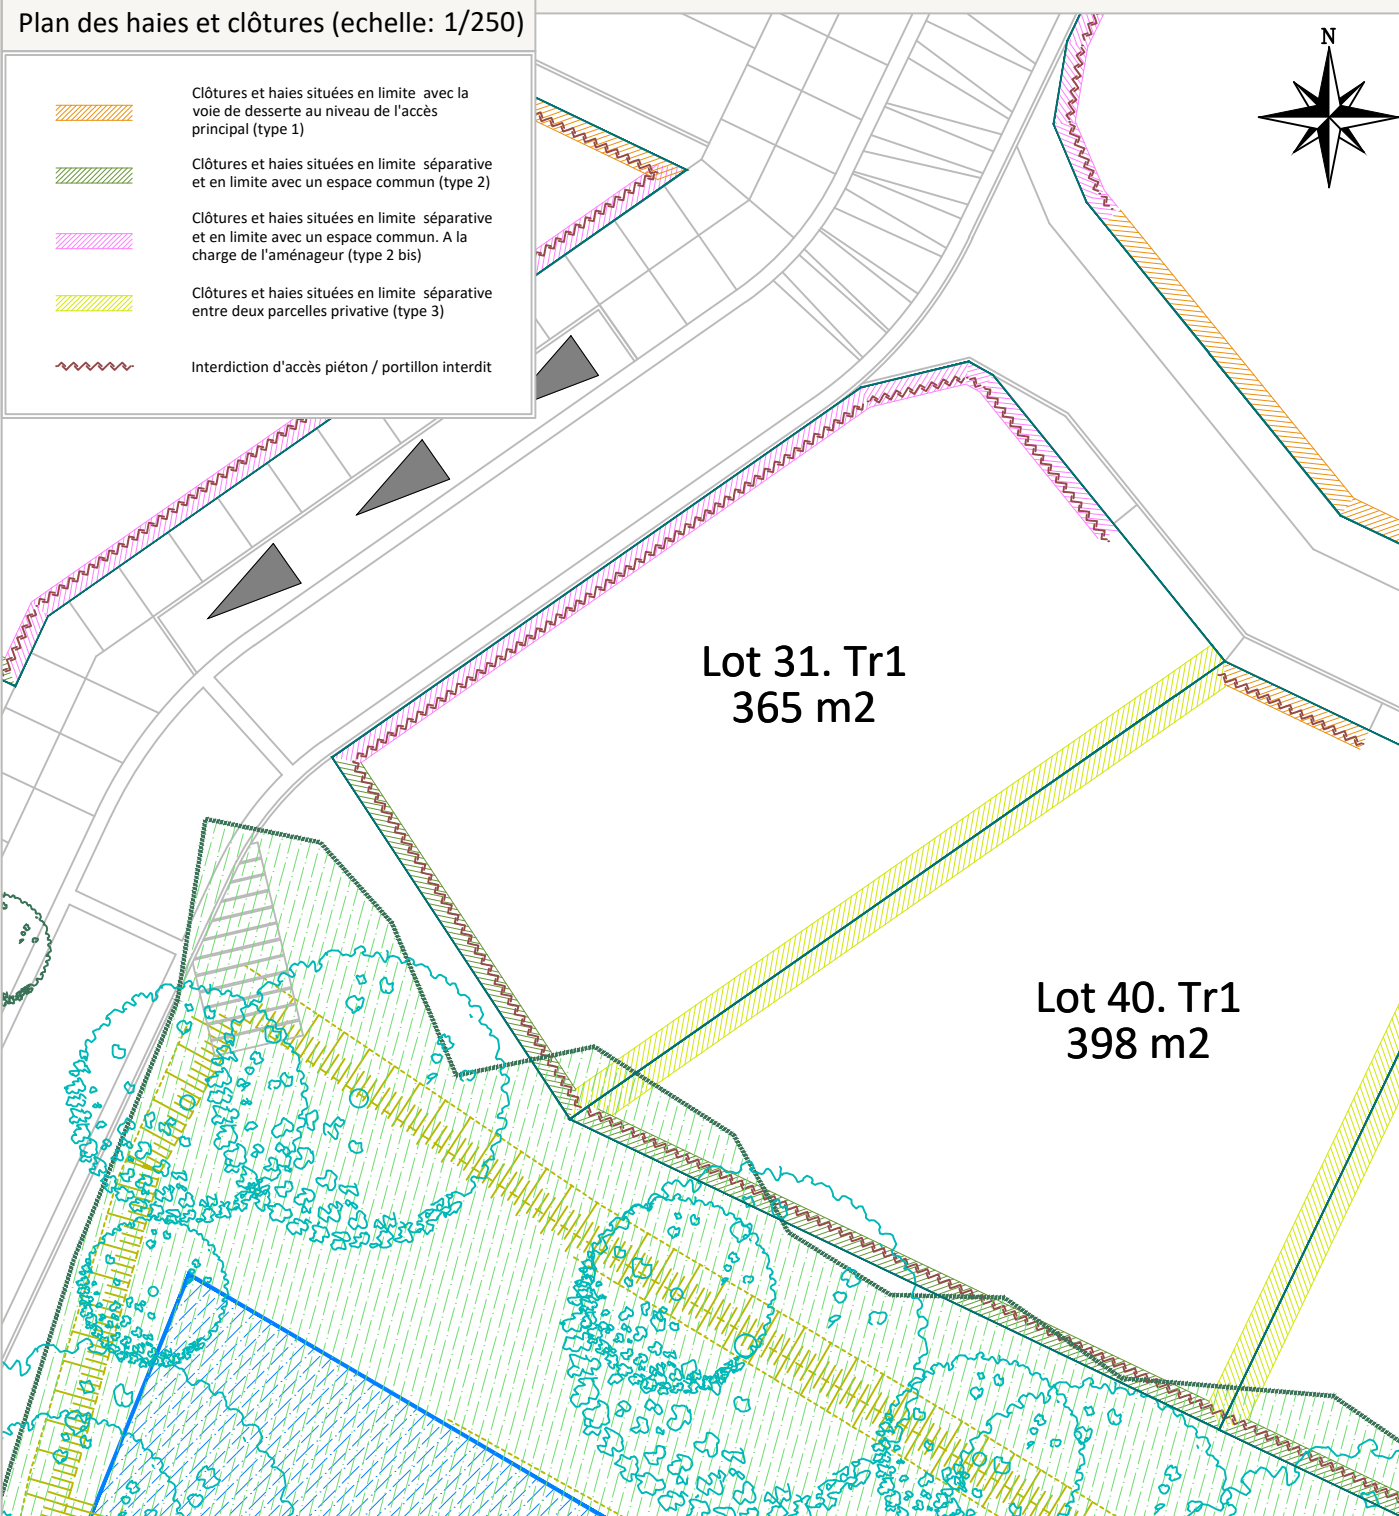 Plan des haies et clôtures (echelle: 1/250)
N
Clôtures et haies situées en limite avec la
voie de desserte au niveau de l'accès
principal (type 1)
Clôtures et haies situées en limite séparative
et en limite avec un espace commun (type 2)
Clôtures et haies situées en limite séparative
et en limite avec un espace commun. A la
charge de l'aménageur (type 2 bis)
Clôtures et haies situées en limite séparative
entre deux parcelles privative (type 3)
Interdiction d'accès piéton / portillon interdit
Lot 31. Tr1
365 m2
Lot 40. Tr1
398 m2